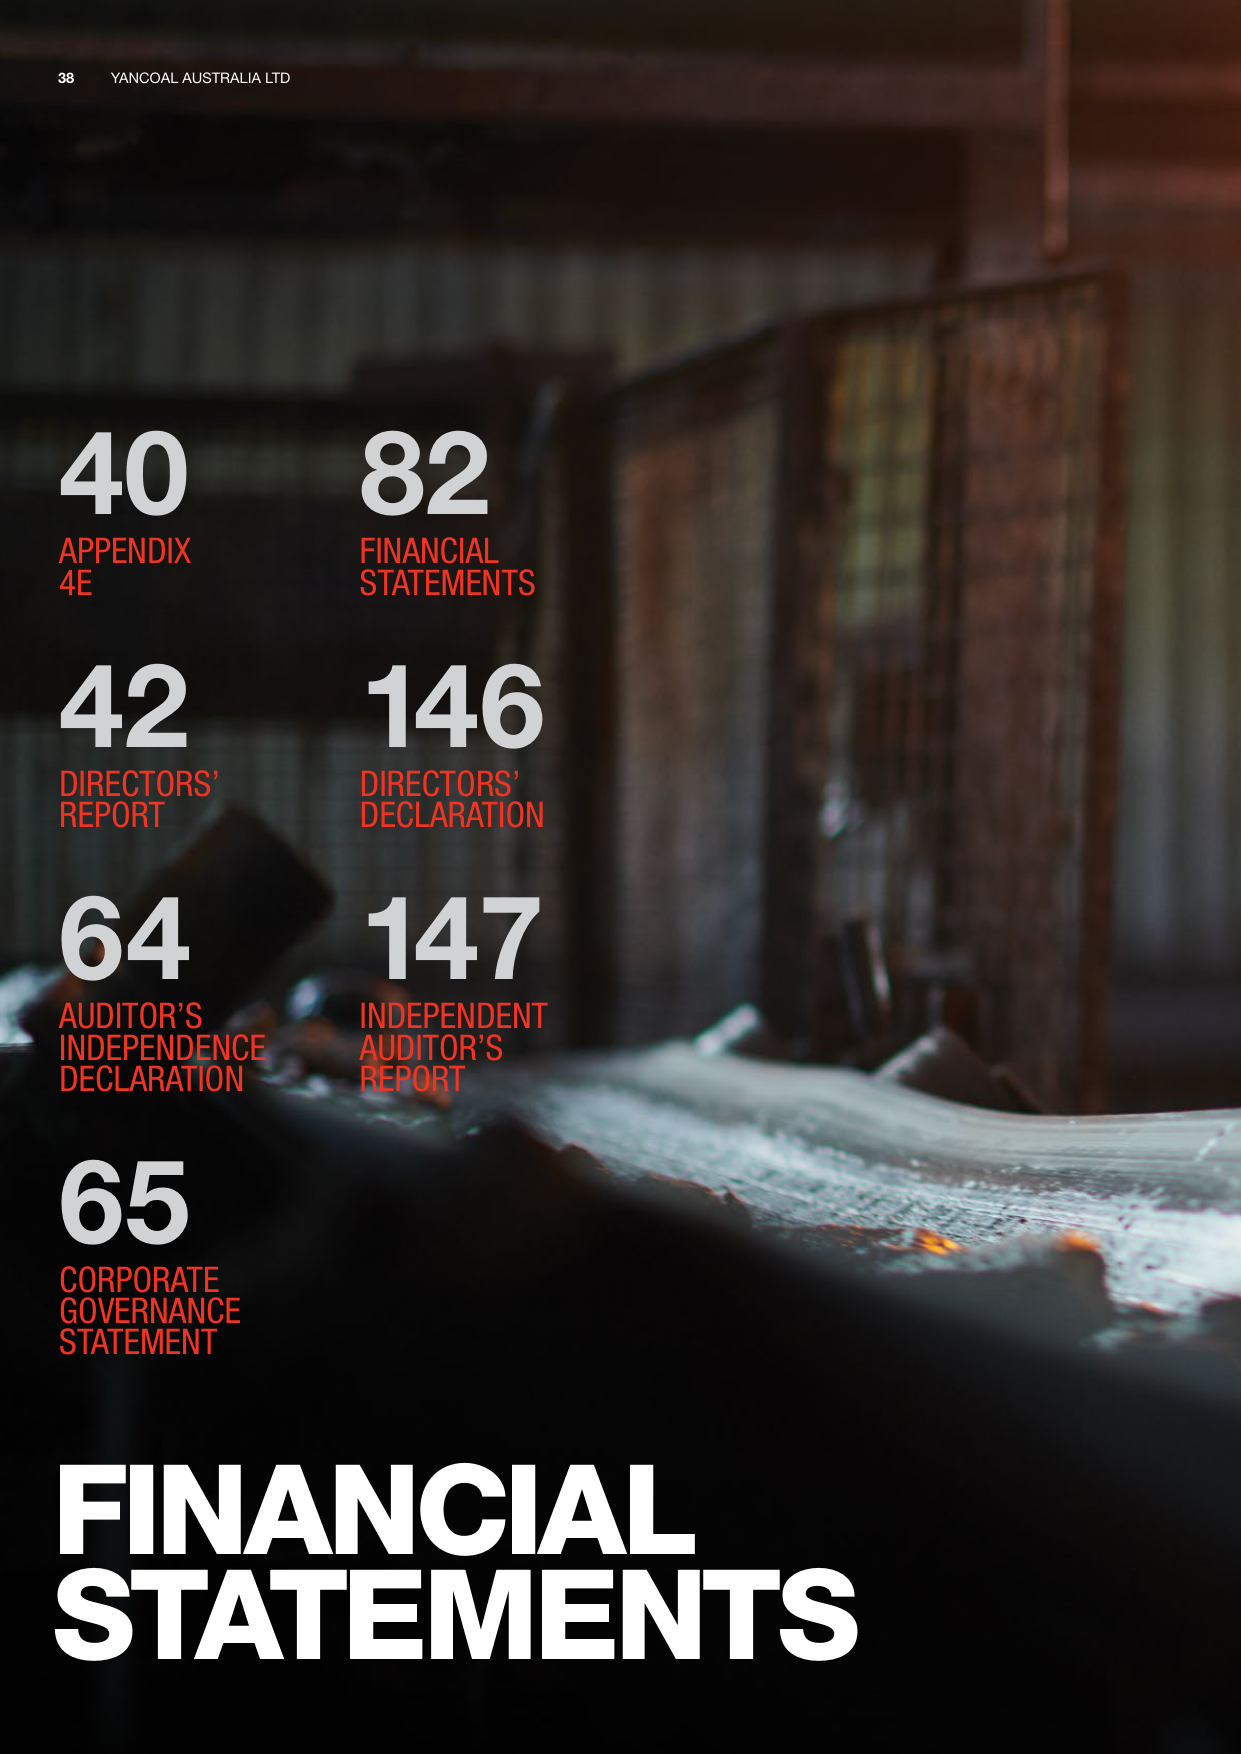 38 YANCOAL AUSTRALIA LTD
40
APPENDIX
4E
42
DIRECTORS’
REPORT
64
AUDITOR’S
INDEPENDENCE
DECLARATION
65
CORPORATE
GOVERNANCE
STATEMENT
82
FINANCIAL
STATEMENTS
146
DIRECTORS’
DECLARATION
147
INDEPENDENT
AUDITOR’S
REPORT
FINANCIAL
STATEMENTS